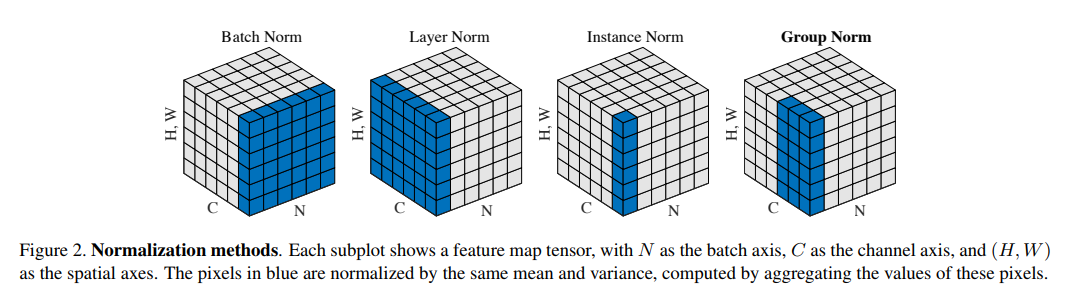 Batch Norm
Layer Norm
Instance Norm
Group Norm
H, W
C
N
H, W
C
N
H, W
C
N
H, W
C
N
Figure 2. Normalization methods. Each subplot shows a feature map tensor, with N as the batch axis, C as the channel axis, and (H, W)
as the spatial axes. The pixels in blue are normalized by the same mean and variance, computed by aggregating the values of these pixels.